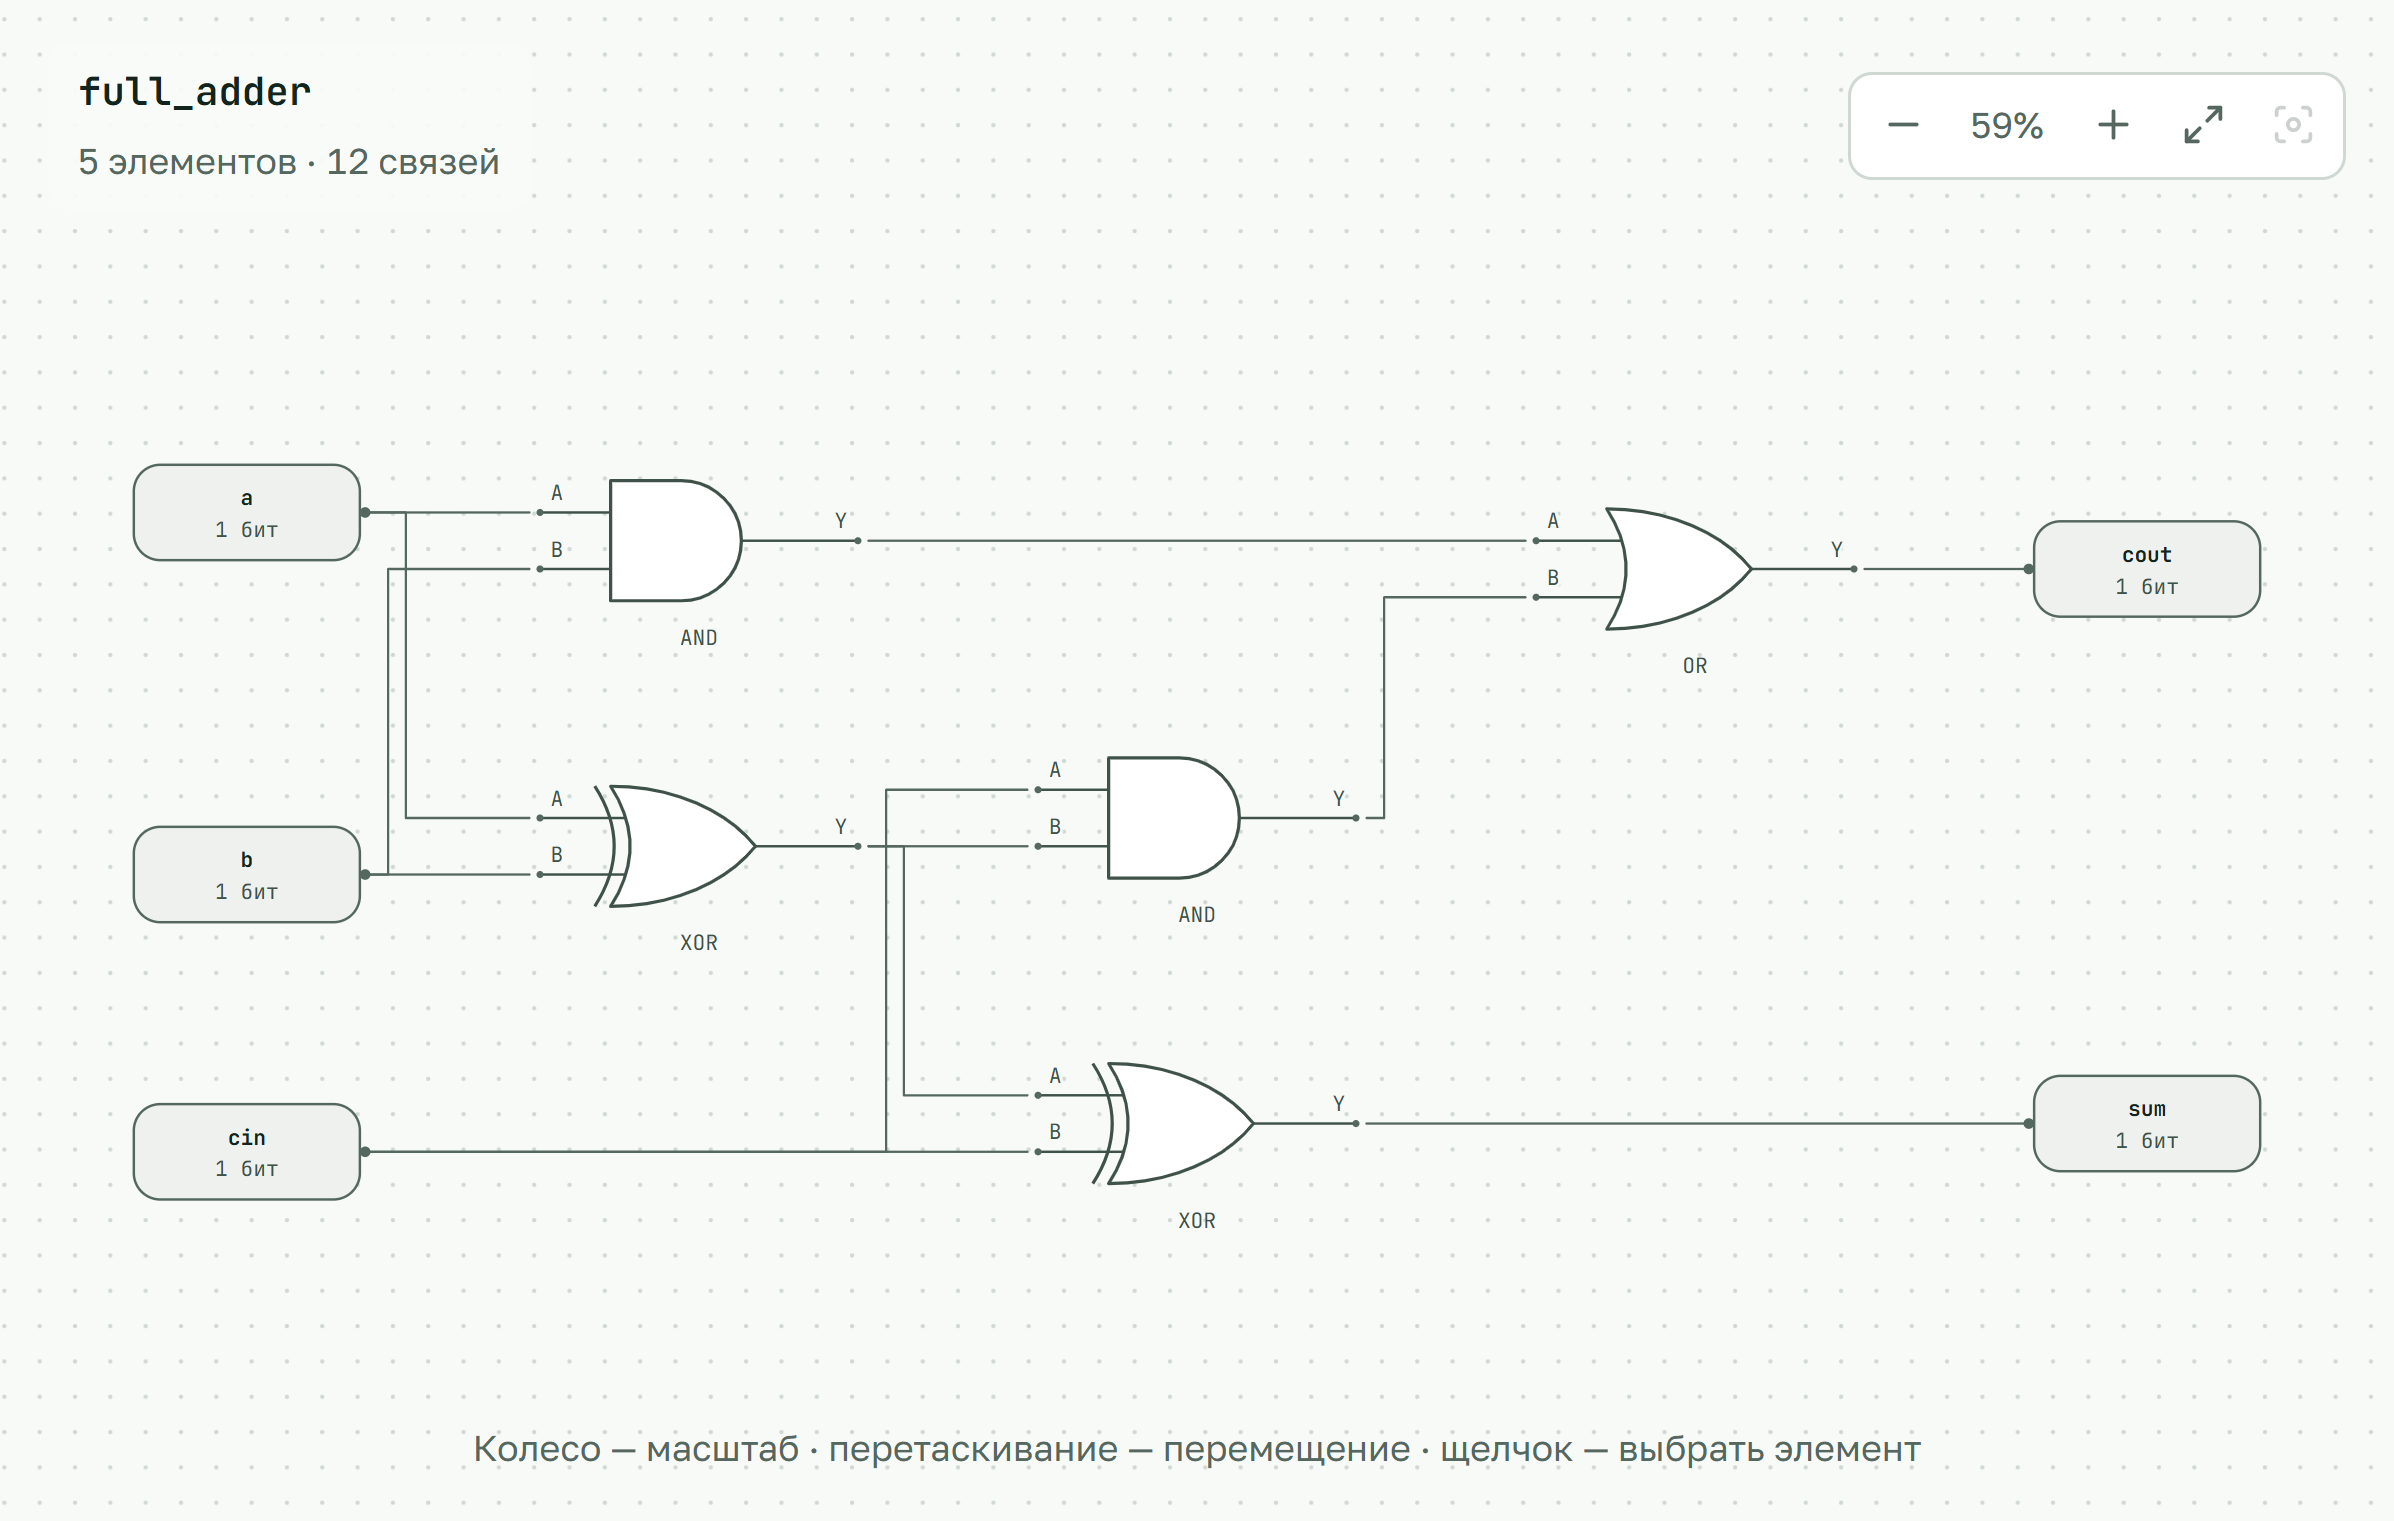 full_adder
5 элементов · 12 связей
59%
a
1 бит
A
B
Y
AND
A
B
Y
OR
cout
1 бит
b
1 бит
A
B
Y
XOR
A
B
Y
AND
cin
1 бит
A
B
Y
XOR
sum
1 бит
Колесо — масштаб · перетаскивание — перемещение · щелчок — выбрать элемент